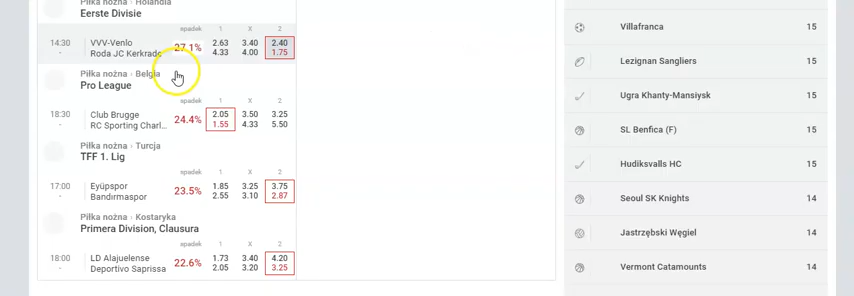 Piłka nożna › Holandia
Eerste Divisie
spadek 1 X 2
14:30 VVV-Venlo 27.1% 2.63 3.40 2.40
- Roda JC Kerkrade 4.33 4.00 1.75
Piłka nożna › Belgia
Pro League
spadek 1 X 2
18:30 Club Brugge 24.4% 2.05 3.50 3.25
- RC Sporting Charl... 1.55 4.33 5.50
Piłka nożna › Turcja
TFF 1. Lig
spadek 1 X 2
17:00 Eyüpspor 23.5% 1.85 3.25 3.75
- Bandırmaspor 2.55 3.10 2.87
Piłka nożna › Kostaryka
Primera Division, Clausura
spadek 1 X 2
18:00 LD Alajuelense 22.6% 1.73 3.40 4.20
- Deportivo Saprissa 2.05 3.20 3.25
Villafranca 15
Lezignan Sangliers 15
Ugra Khanty-Mansiysk 15
SL Benfica (F) 15
Hudiksvalls HC 15
Seoul SK Knights 14
Jastrzębski Węgiel 14
Vermont Catamounts 14